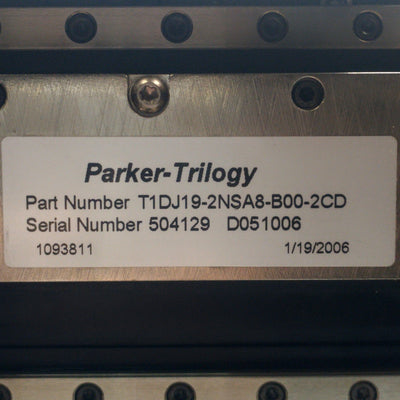 Parker-Trilogy
Part Number T1DJ19-2NSA8-B00-2CD
Serial Number 504129 D051006
1093811 1/19/2006